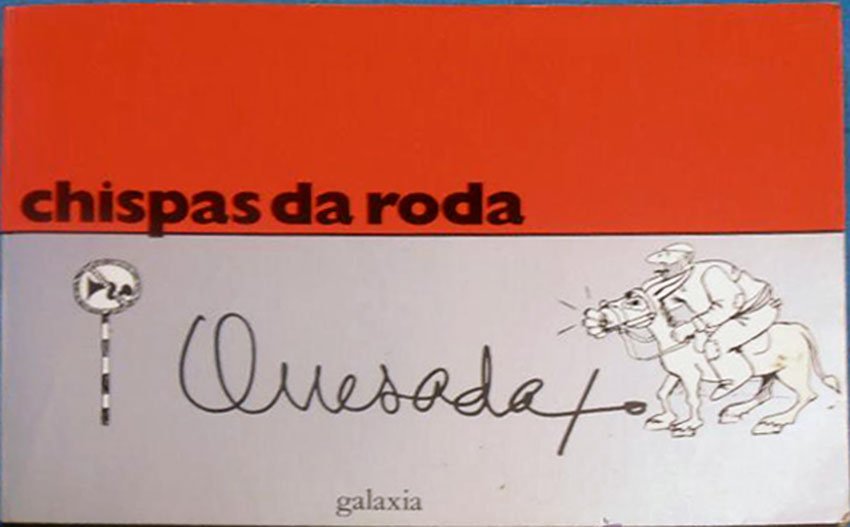 chispas da roda
Quesada
galaxia